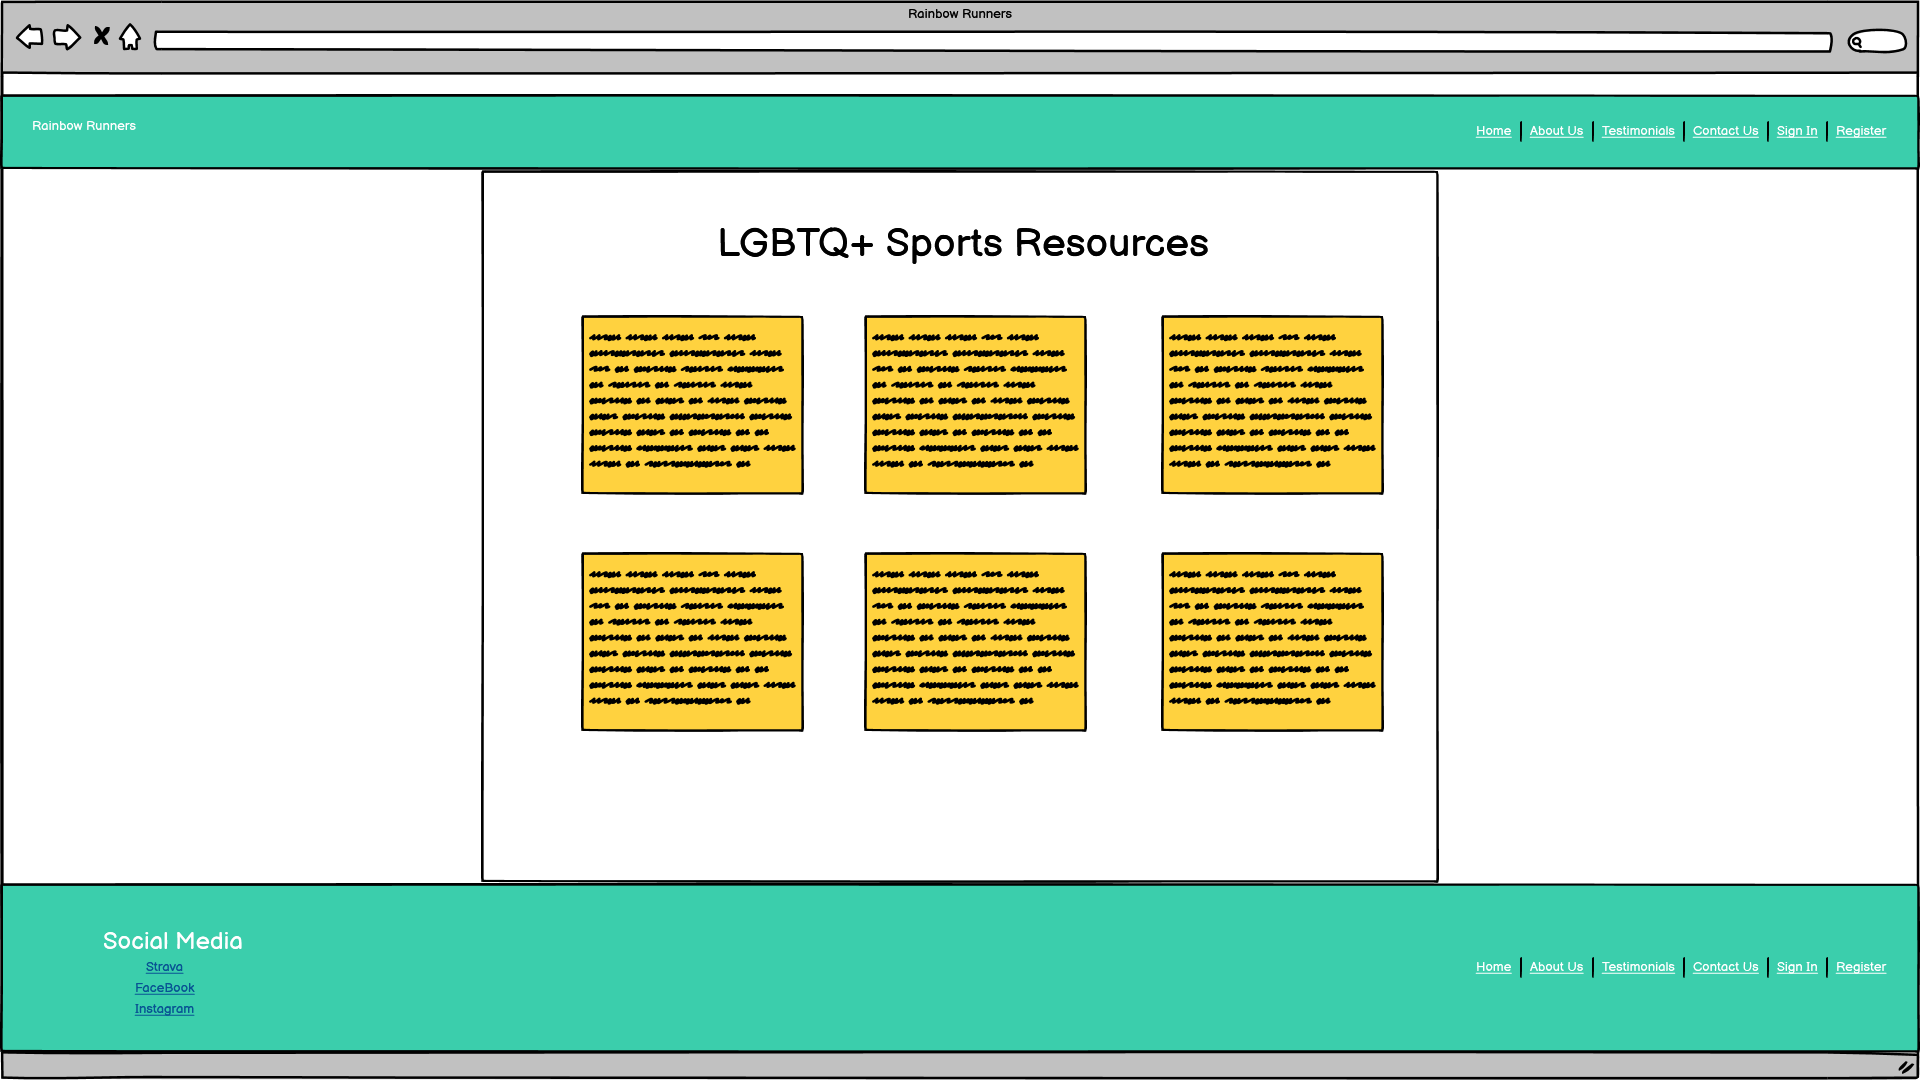 Rainbow Runners
Rainbow Runners
Home About Us Testimonials Contact Us Sign In Register
LGBTQ+ Sports Resources
Social Media
Strava
FaceBook
Instagram
Home About Us Testimonials Contact Us Sign In Register